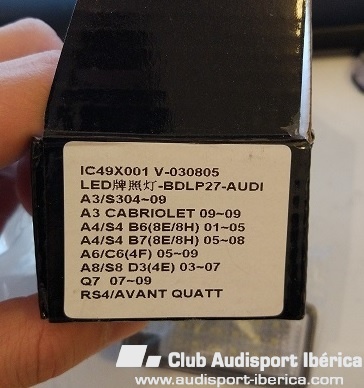 IC49X001 V-030805
LED牌照灯-BDLP27-AUDI
A3/S304~09
A3 CABRIOLET 09~09
A4/S4 B6(8E/8H) 01~05
A4/S4 B7(8E/8H) 05~08
A6/C6(4F) 05~09
A8/S8 D3(4E) 03~07
Q7 07~09
RS4/AVANT QUATT
Club Audisport Ibérica
www.audisport-iberica.com